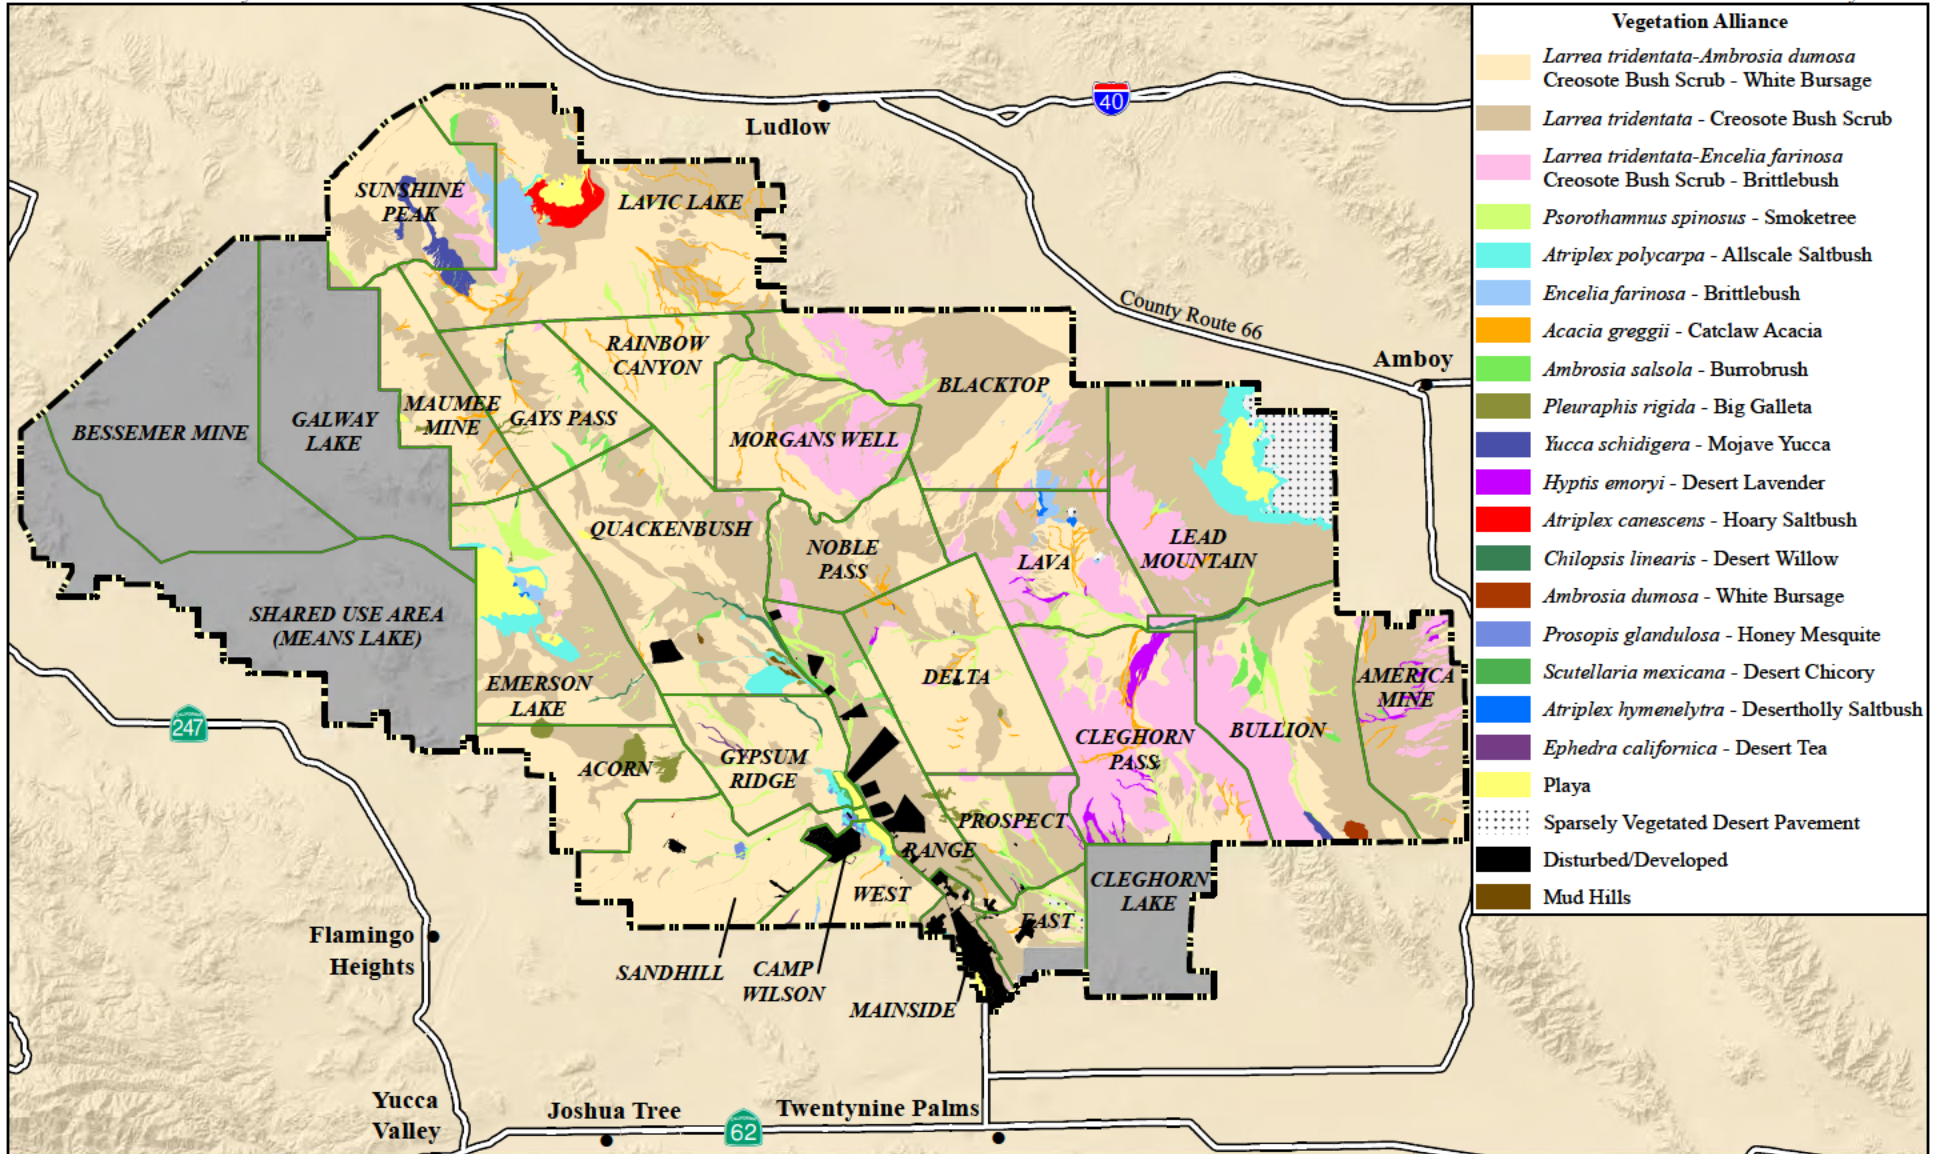 Ludlow
40
County Route 66
Amboy
SUNSHINE
PEAK
LAVIC LAKE
RAINBOW
CANYON
BLACKTOP
BESSEMER MINE
GALWAY
LAKE
MAUMEE
MINE
GAYS PASS
MORGANS WELL
QUACKENBUSH
NOBLE
PASS
LAVA
LEAD
MOUNTAIN
SHARED USE AREA
(MEANS LAKE)
EMERSON
LAKE
DELTA
AMERICA
MINE
CALIFORNIA
247
ACORN
GYPSUM
RIDGE
CLEGHORN
PASS
BULLION
PROSPECT
RANGE
WEST
EAST
CLEGHORN
LAKE
SANDHILL
CAMP
WILSON
MAINSIDE
Flamingo
Heights
Yucca
Valley
Joshua Tree
CALIFORNIA
62
Twentynine Palms
Vegetation Alliance
Larrea tridentata-Ambrosia dumosa
Creosote Bush Scrub - White Bursage
Larrea tridentata - Creosote Bush Scrub
Larrea tridentata-Encelia farinosa
Creosote Bush Scrub - Brittlebush
Psorothamnus spinosus - Smoketree
Atriplex polycarpa - Allscale Saltbush
Encelia farinosa - Brittlebush
Acacia greggii - Catclaw Acacia
Ambrosia salsola - Burrobrush
Pleuraphis rigida - Big Galleta
Yucca schidigera - Mojave Yucca
Hyptis emoryi - Desert Lavender
Atriplex canescens - Hoary Saltbush
Chilopsis linearis - Desert Willow
Ambrosia dumosa - White Bursage
Prosopis glandulosa - Honey Mesquite
Scutellaria mexicana - Desert Chicory
Atriplex hymenelytra - Desertholly Saltbush
Ephedra californica - Desert Tea
Playa
Sparsely Vegetated Desert Pavement
Disturbed/Developed
Mud Hills